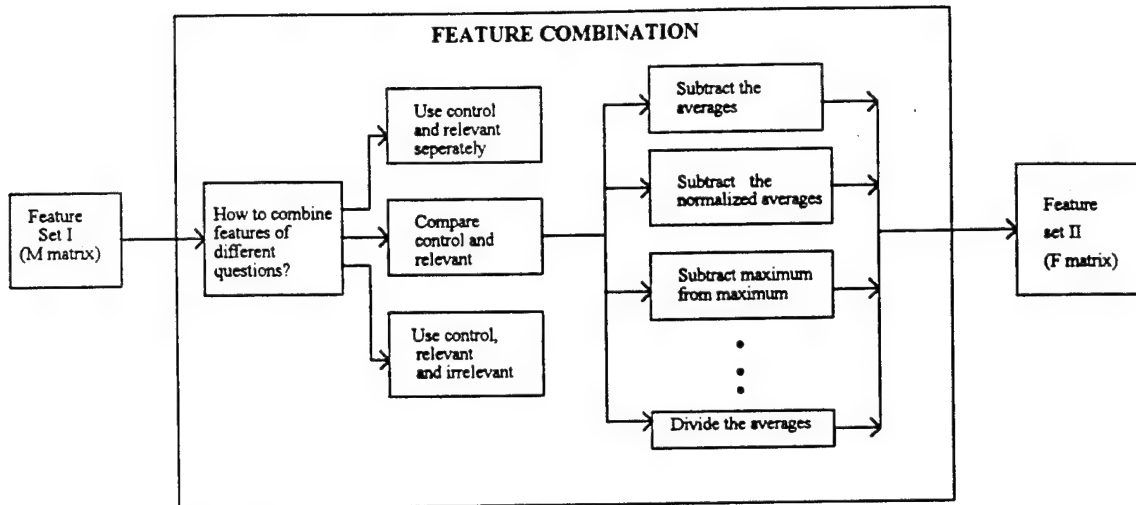 FEATURE COMBINATION
Feature
Set I
(M matrix)
How to combine
features of
different
questions?
Use control
and relevant
seperately
Compare
control and
relevant
Use control,
relevant
and irrelevant
Subtract the
averages
Subtract the
normalized averages
Subtract maximum
from maximum
Divide the averages
Feature
set II
(F matrix)